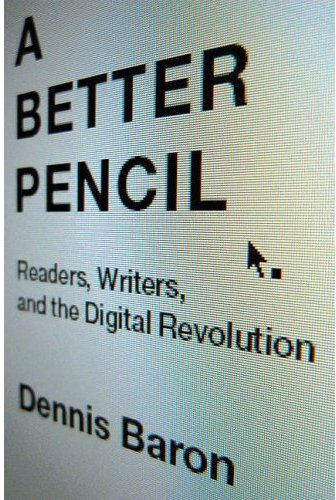 A
BETTER
PENCIL
Readers, Writers,
and the Digital Revolution
Dennis Baron